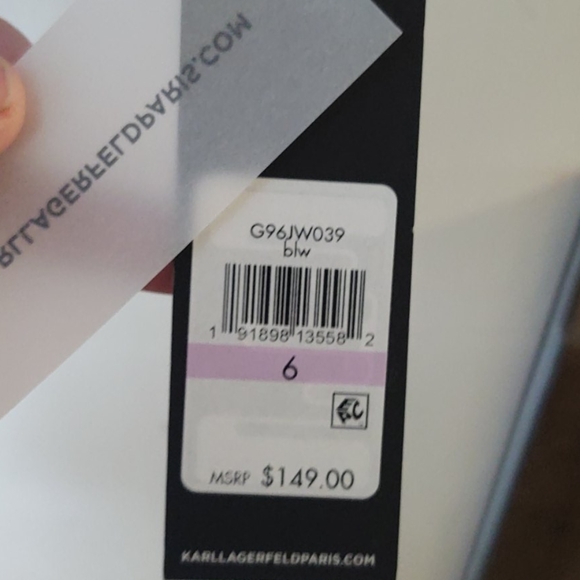 RLLAGERFELDPARIS.COM
G96JW039
blw
1 91898 13558 2
6
MSRP $149.00
KARLLAGERFELDPARIS.COM